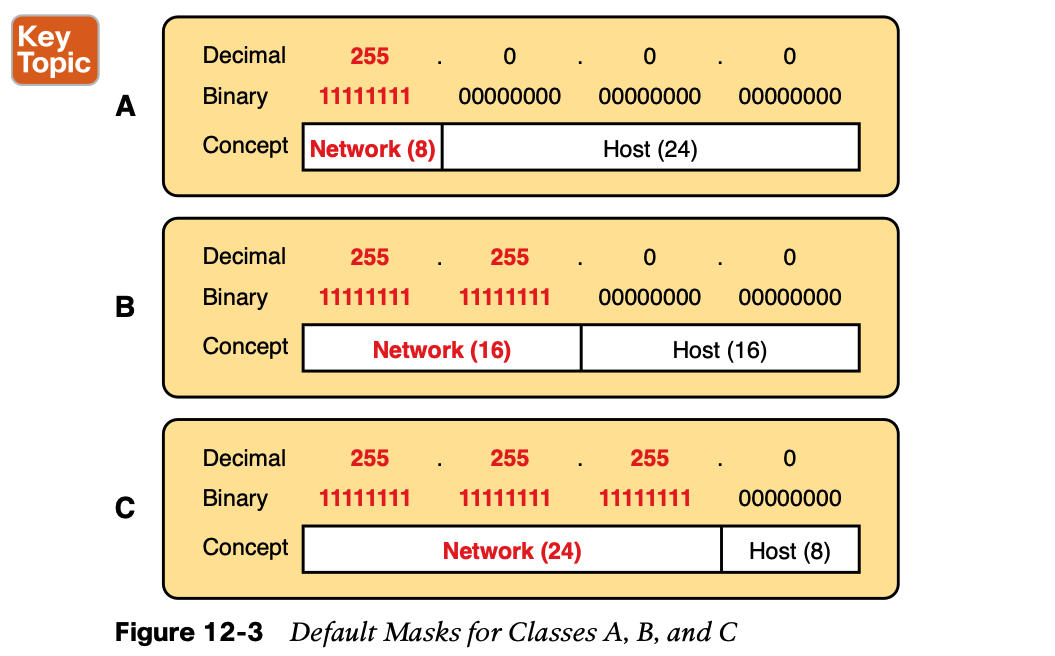 Key
Topic
A
Decimal 255 . 0 . 0 . 0
Binary 11111111 00000000 00000000 00000000
Concept Network (8) Host (24)
B
Decimal 255 . 255 . 0 . 0
Binary 11111111 11111111 00000000 00000000
Concept Network (16) Host (16)
C
Decimal 255 . 255 . 255 . 0
Binary 11111111 11111111 11111111 00000000
Concept Network (24) Host (8)
Figure 12-3 Default Masks for Classes A, B, and C